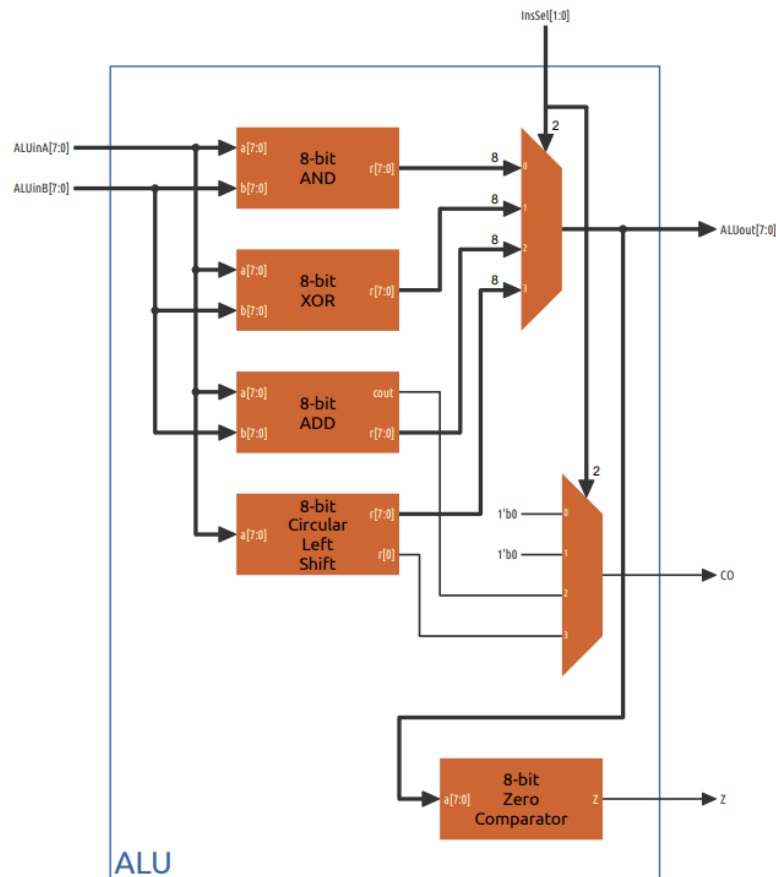 InsSel[1:0]
2
ALUinA[7:0]
ALUinB[7:0]
a[7:0]
b[7:0]
8-bit
AND
r[7:0]
8
0
8
1
8
2
8
3
ALUout[7:0]
a[7:0]
b[7:0]
8-bit
XOR
r[7:0]
a[7:0]
b[7:0]
8-bit
ADD
cout
r[7:0]
a[7:0]
8-bit
Circular
Left
Shift
r[7:0]
r[0]
2
1'b0
0
1'b0
1
2
3
CO
a[7:0]
8-bit
Zero
Comparator
Z
Z
ALU